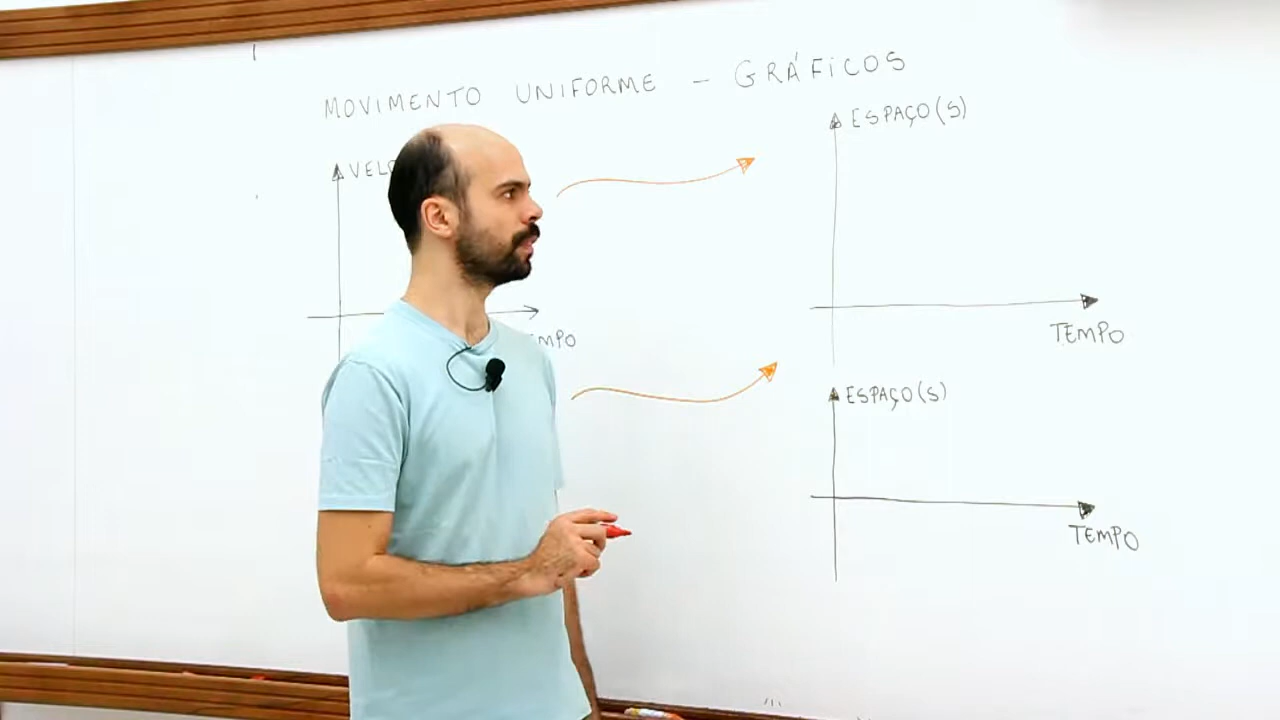 MOVIMENTO UNIFORME - GRÁFICOS
ESPAÇO(S)
TEMPO
ESPAÇO(S)
TEMPO